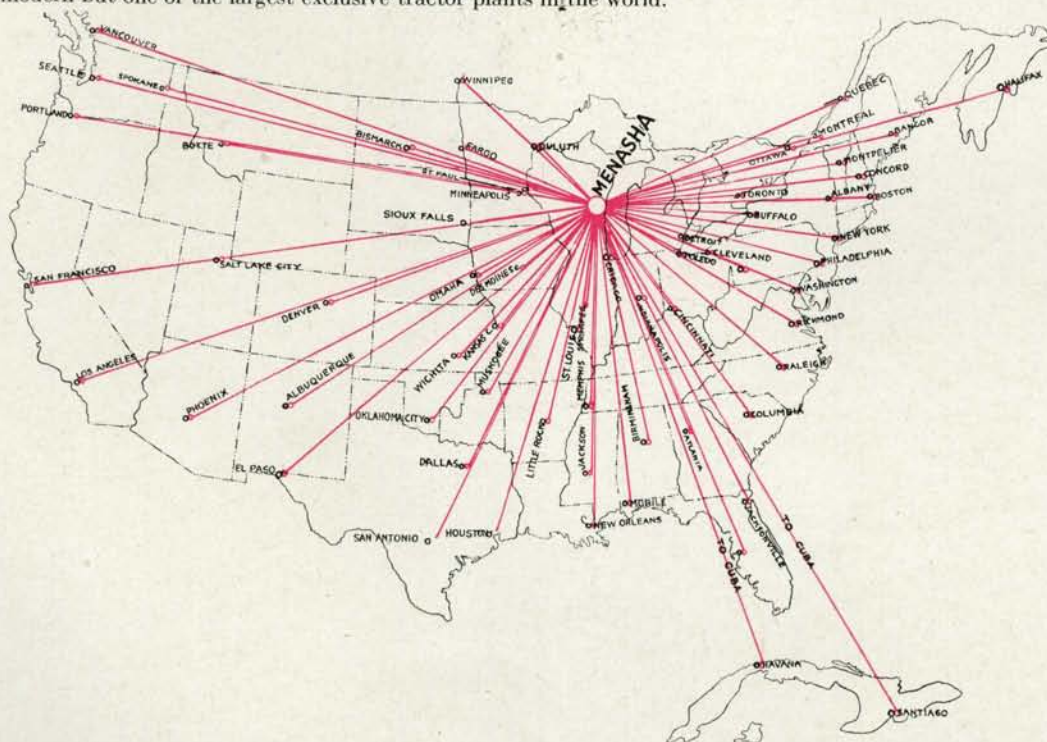 modern but one of the largest exclusive tractor plants in the world.
VANCOUVER
SEATTLE
SPOKANE
PORTLAND
BUTTE
BISMARCK
WINNIPEG
FARGO
DULUTH
ST. PAUL
MINNEAPOLIS
MENASHA
QUEBEC
HALIFAX
MONTREAL
BANGOR
OTTAWA
MONTPELIER
CONCORD
TORONTO
ALBANY
BOSTON
BUFFALO
SIOUX FALLS
DETROIT
NEW YORK
CLEVELAND
TOLEDO
PHILADELPHIA
SAN FRANCISCO
SALT LAKE CITY
OMAHA
DES MOINES
CHICAGO
WASHINGTON
DENVER
INDIANAPOLIS
CINCINNATI
RICHMOND
KANSAS C.
ST. LOUIS
LOS ANGELES
PHOENIX
ALBUQUERQUE
WICHITA
MUSKOGEE
MEMPHIS
RALEIGH
OKLAHOMA CITY
LITTLE ROCK
JACKSON
BIRMINGHAM
ATLANTA
COLUMBIA
EL PASO
DALLAS
MOBILE
JACKSONVILLE
SAN ANTONIO
HOUSTON
NEW ORLEANS
TO CUBA
TO CUBA
HAVANA
SANTIAGO